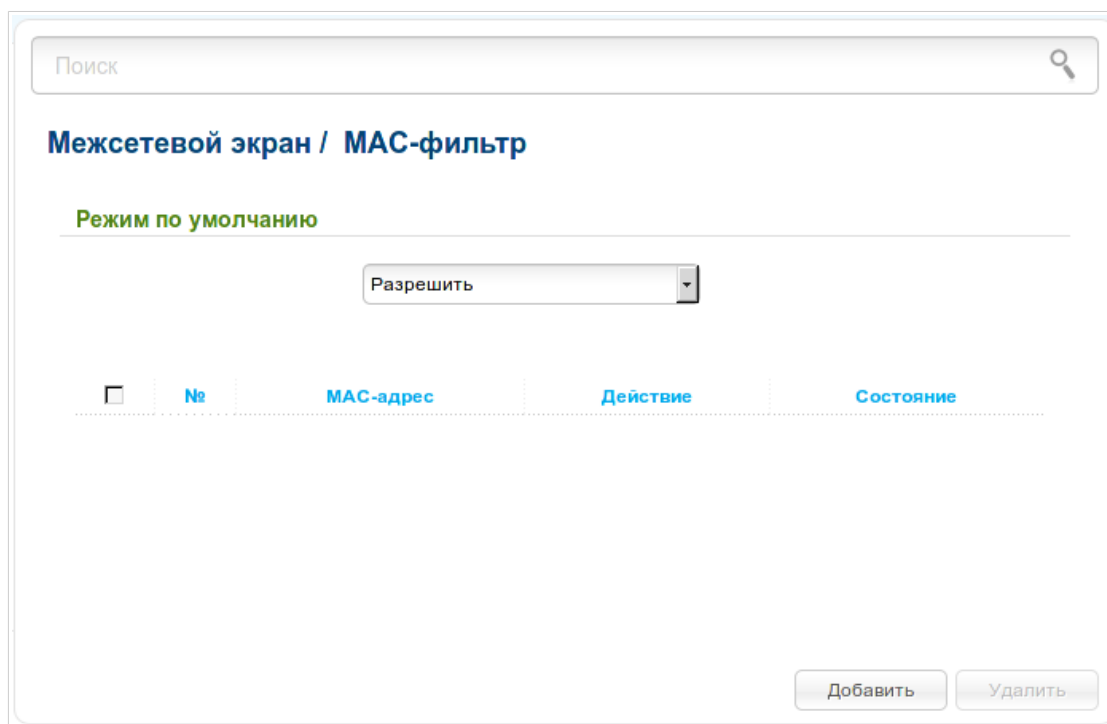 Поиск
Межсетевой экран / MAC-фильтр
Режим по умолчанию
Разрешить
№ MAC-адрес Действие Состояние
Добавить Удалить